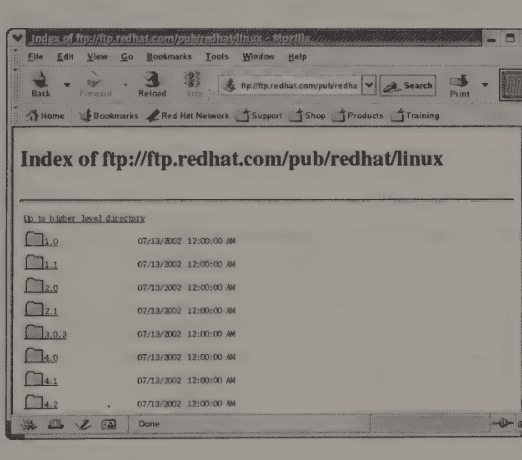 Index of ftp://ftp.redhat.com/pub/redhat/linux - Mozilla
File Edit View Go Bookmarks Tools Window Help
Back Forward Reload Stop ftp://ftp.redhat.com/pub/redha Search Print
Home Bookmarks Red Hat Network Support Shop Products Training
Index of ftp://ftp.redhat.com/pub/redhat/linux
Up to higher level directory
1.0 07/13/2002 12:00:00 AM
1.1 07/13/2002 12:00:00 AM
2.0 07/13/2002 12:00:00 AM
2.1 07/13/2002 12:00:00 AM
3.0.3 07/13/2002 12:00:00 AM
4.0 07/13/2002 12:00:00 AM
4.1 07/13/2002 12:00:00 AM
4.2 07/13/2002 12:00:00 AM
Done